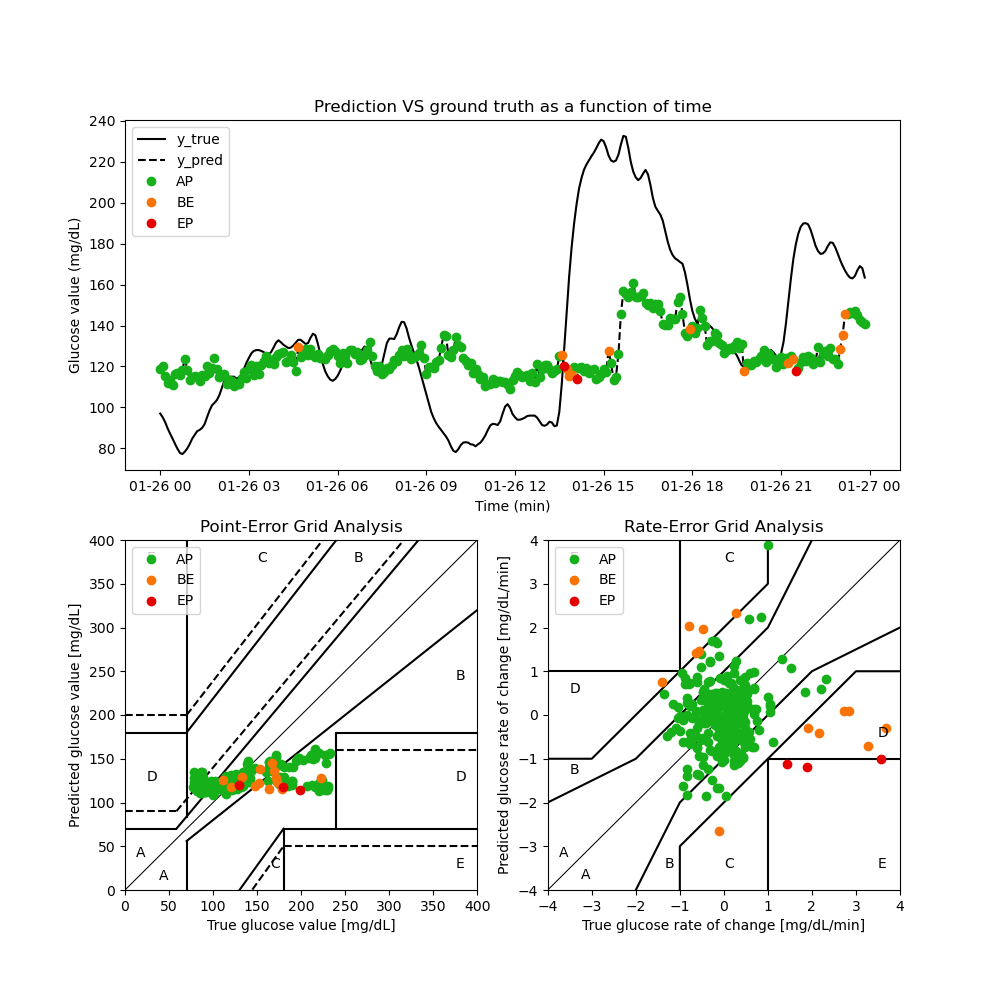 Prediction VS ground truth as a function of time
240
220
200
180
160
140
120
100
80
Glucose value (mg/dL)
y_true
y_pred
AP
BE
EP
01-26 00 01-26 03 01-26 06 01-26 09 01-26 12 01-26 15 01-26 18 01-26 21 01-27 00
Time (min)
Point-Error Grid Analysis
400
350
300
250
200
150
100
50
0
Predicted glucose value [mg/dL]
AP
BE
EP
C B
B
D D
A
A C E
0 50 100 150 200 250 300 350 400
True glucose value [mg/dL]
Rate-Error Grid Analysis
4
3
2
1
0
−1
−2
−3
−4
Predicted glucose rate of change [mg/dL/min]
AP
BE
EP
C
D
D
B
A
A B C E
−4 −3 −2 −1 0 1 2 3 4
True glucose rate of change [mg/dL/min]